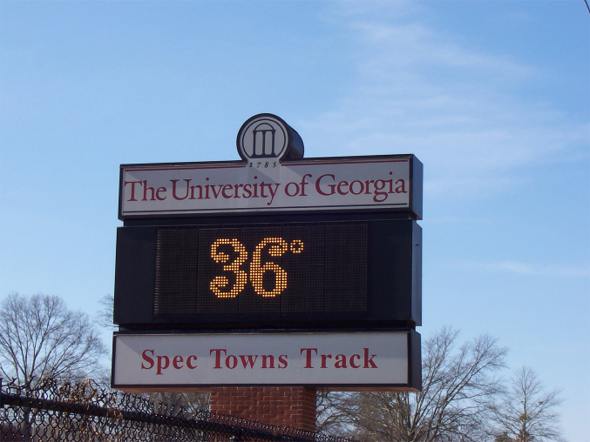 1785
The University of Georgia
36°
Spec Towns Track